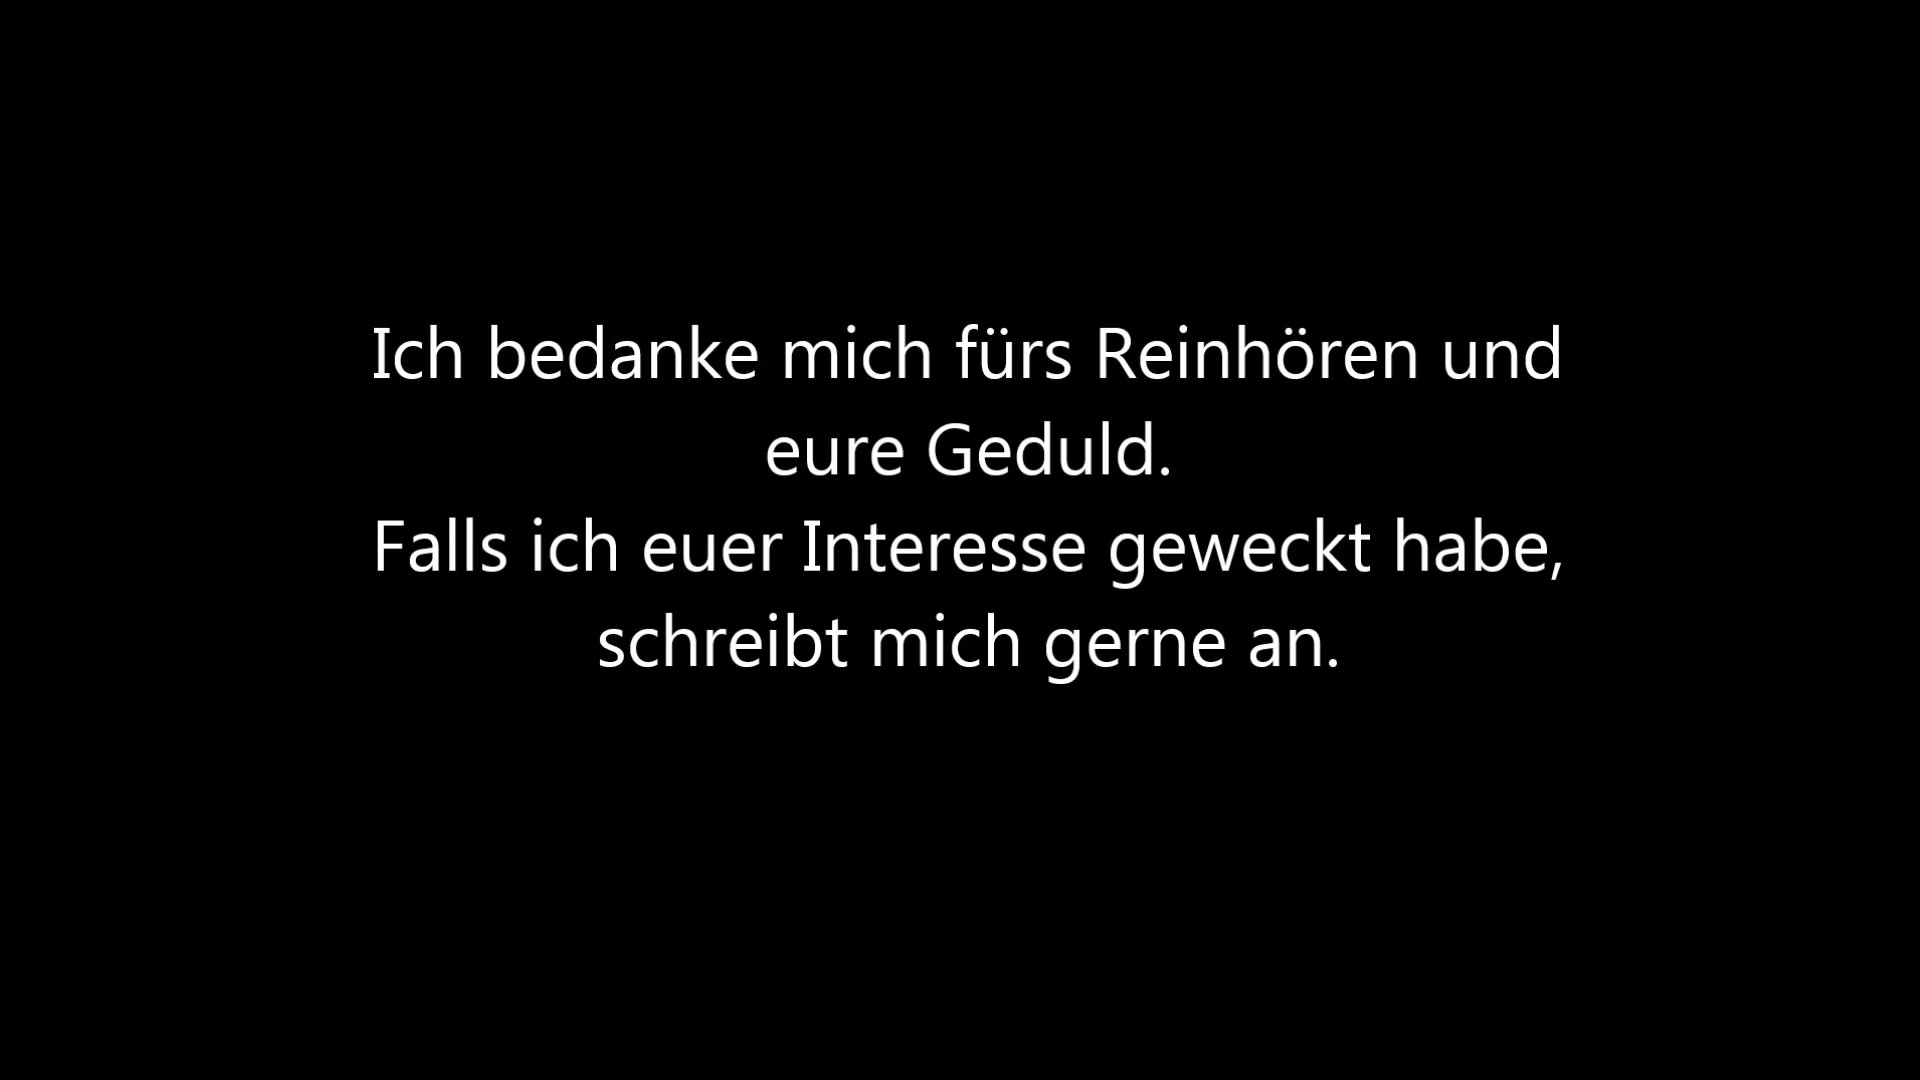 Ich bedanke mich fürs Reinhören und
eure Geduld.
Falls ich euer Interesse geweckt habe,
schreibt mich gerne an.